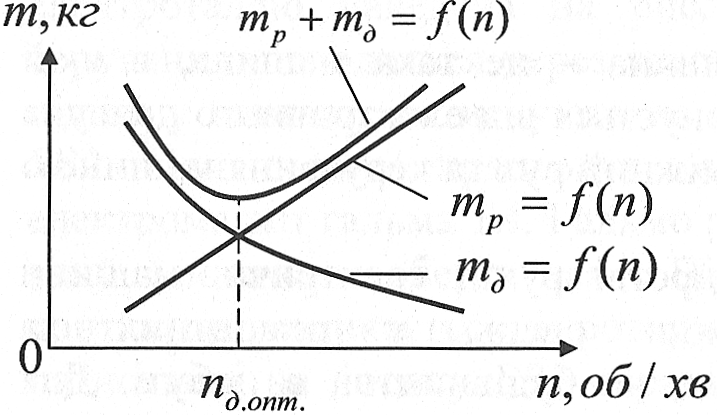 m, кг
m_р + m_д = f(n)
m_р = f(n)
m_д = f(n)
0
n_д.опт.
n, об / хв